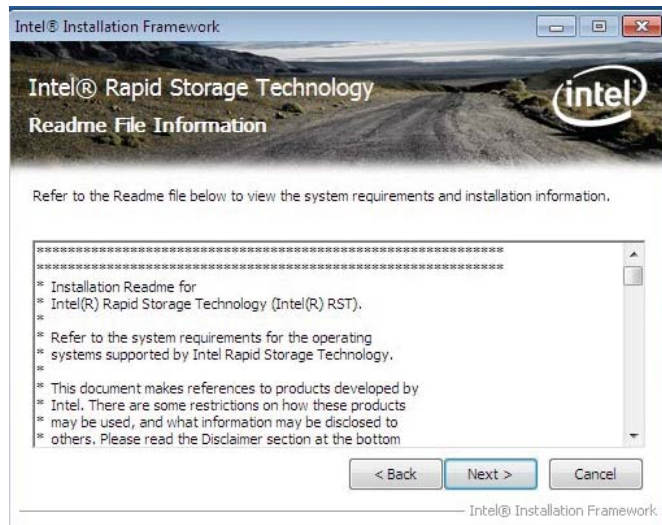 Intel® Installation Framework
Intel® Rapid Storage Technology
intel
Readme File Information
Refer to the Readme file below to view the system requirements and installation information.
************************************************************
************************************************************
* Installation Readme for
* Intel(R) Rapid Storage Technology (Intel(R) RST).
*
* Refer to the system requirements for the operating
* systems supported by Intel Rapid Storage Technology.
*
* This document makes references to products developed by
* Intel. There are some restrictions on how these products
* may be used, and what information may be disclosed to
* others. Please read the Disclaimer section at the bottom
< Back
Next >
Cancel
Intel® Installation Framework